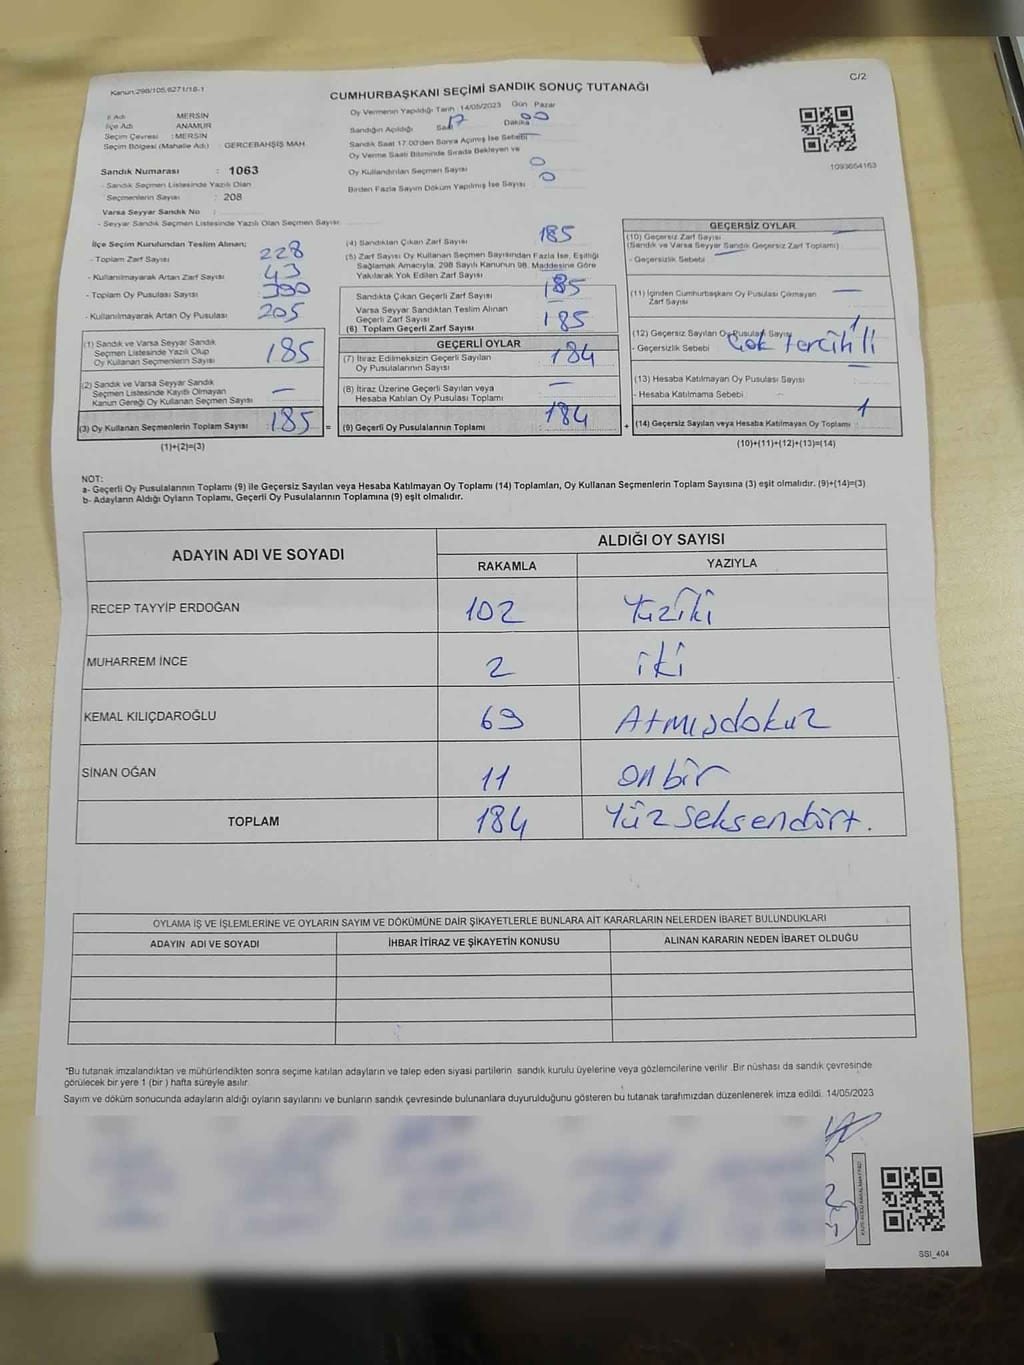 Kanun:298/105,6271/18-1
C/2
CUMHURBAŞKANI SEÇİMİ SANDIK SONUÇ TUTANAĞI
İl Adı MERSIN
İlçe Adı ANAMUR
Seçim Çevresi : MERSIN
Seçim Bölgesi (Mahalle Adı) : GERCEBAHŞİŞ MAH.
Sandık Numarası : 1063
- Sandık Seçmen Listesinde Yazılı Olan
Seçmenlerin Sayısı : 208
Varsa Seyyar Sandık No :
- Seyyar Sandık Seçmen Listesinde Yazılı Olan Seçmen Sayısı:
Oy Vermenin Yapıldığı Tarih : 14/05/2023 Gün Pazar
Sandığın Açıldığı Saat 17 Dakika 00
Sandık Saat 17.00'den Sonra Açımış İse Sebebi
Oy Verme Saati Bitiminde Sırada Bekleyen ve
Oy Kullandırılan Seçmen Sayısı 0
Birden Fazla Sayım Döküm Yapılmış İse Sayısı 0
1093654163
İlçe Seçim Kurulundan Teslim Alınan;
- Toplam Zarf Sayısı 228
- Kullanılmayarak Artan Zarf Sayısı 43
- Toplam Oy Pusulası Sayısı
- Kullanılmayarak Artan Oy Pusulası 205
(1) Sandık ve Varsa Seyyar Sandık
Seçmen Listesinde Yazılı Olup
Oy Kullanan Seçmenlerin Sayısı 185
(2) Sandık ve Varsa Seyyar Sandık
Seçmen Listesinde Kayıtlı Olmayan
Kanun Gereği Oy Kullanan Seçmen Sayısı —
(3) Oy Kullanan Seçmenlerin Toplam Sayısı 185 =
(1)+(2)=(3)
(4) Sandıktan Çıkan Zarf Sayısı 185
(5) Zarf Sayısı Oy Kullanan Seçmen Sayısından Fazla İse, Eşitliği
Sağlamak Amacıyla, 298 Sayılı Kanunun 98. Maddesine Göre
Yakılarak Yok Edilen Zarf Sayısı —
Sandıkta Çıkan Geçerli Zarf Sayısı 185
Varsa Seyyar Sandıktan Teslim Alınan
Geçerli Zarf Sayısı —
(6) Toplam Geçerli Zarf Sayısı 185
GEÇERLİ OYLAR
(7) İtiraz Edilmeksizin Geçerli Sayılan
Oy Pusulalarının Sayısı 184
(8) İtiraz Üzerine Geçerli Sayılan veya
Hesaba Katılan Oy Pusulası Toplamı —
(9) Geçerli Oy Pusulalarının Toplamı 184 +
GEÇERSİZ OYLAR
(10) Geçersiz Zarf Sayısı —
(Sandık ve Varsa Seyyar Sandık Geçersiz Zarf Toplamı)
- Geçersizlik Sebebi —
(11) İçinden Cumhurbaşkanı Oy Pusulası Çıkmayan —
Zarf Sayısı
(12) Geçersiz Sayılan Oy Pusulası Sayısı 1
- Geçersizlik Sebebi Çok tercihli
(13) Hesaba Katılmayan Oy Pusulası Sayısı —
- Hesaba Katılmama Sebebi
(14) Geçersiz Sayılan veya Hesaba Katılmayan Oy Toplamı 1
(10)+(11)+(12)+(13)=(14)
NOT:
a- Geçerli Oy Pusulalarının Toplamı (9) ile Geçersiz Sayılan veya Hesaba Katılmayan Oy Toplamı (14) Toplamları, Oy Kullanan Seçmenlerin Toplam Sayısına (3) eşit olmalıdır. (9)+(14)=(3)
b- Adayların Aldığı Oyların Toplamı, Geçerli Oy Pusulalarının Toplamına (9) eşit olmalıdır.
ADAYIN ADI VE SOYADI ALDIĞI OY SAYISI
RAKAMLA YAZIYLA
RECEP TAYYİP ERDOĞAN 102 Yüziki
MUHARREM İNCE 2 iki
KEMAL KILIÇDAROĞLU 69 Atmışdokuz
SİNAN OĞAN 11 onbir
TOPLAM 184 Yüzseksendört.
OYLAMA İŞ VE İŞLEMLERİNE VE OYLARIN SAYIM VE DÖKÜMÜNE DAİR ŞİKAYETLERLE BUNLARA AİT KARARLARIN NELERDEN İBARET BULUNDUKLARI
ADAYIN ADI VE SOYADI İHBAR İTİRAZ VE ŞİKAYETİN KONUSU ALINAN KARARIN NEDEN İBARET OLDUĞU
*Bu tutanak imzalandıktan ve mühürlendikten sonra seçime katılan adayların ve talep eden siyasi partilerin sandık kurulu üyelerine veya gözlemcilerine verilir. Bir nüshası da sandık çevresinde
görülecek bir yere 1 (bir) hafta süreyle asılır.
Sayım ve döküm sonucunda adayların aldığı oyların sayılarını ve bunların sandık çevresinde bulunanlara duyurulduğunu gösteren bu tutanak tarafımızdan düzenlenerek imza edildi. 14/05/2023
SSI_404